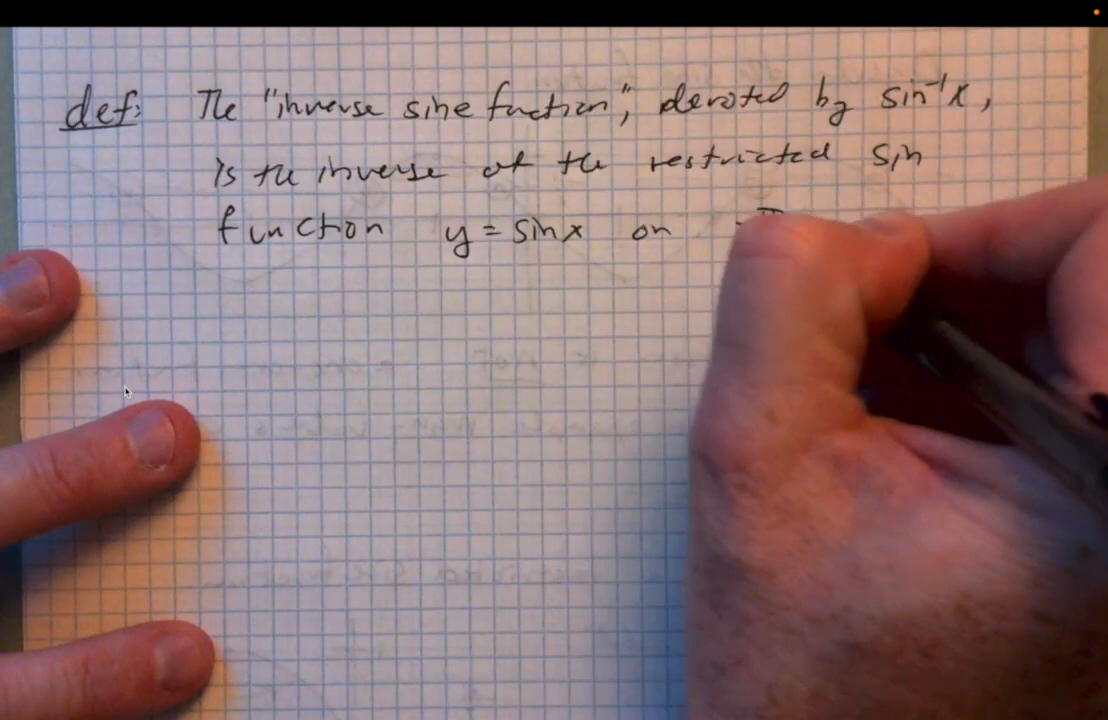 def: The "inverse sine function", denoted by sin⁻¹x,
is the inverse of the restricted sin
function y = sin x on -π